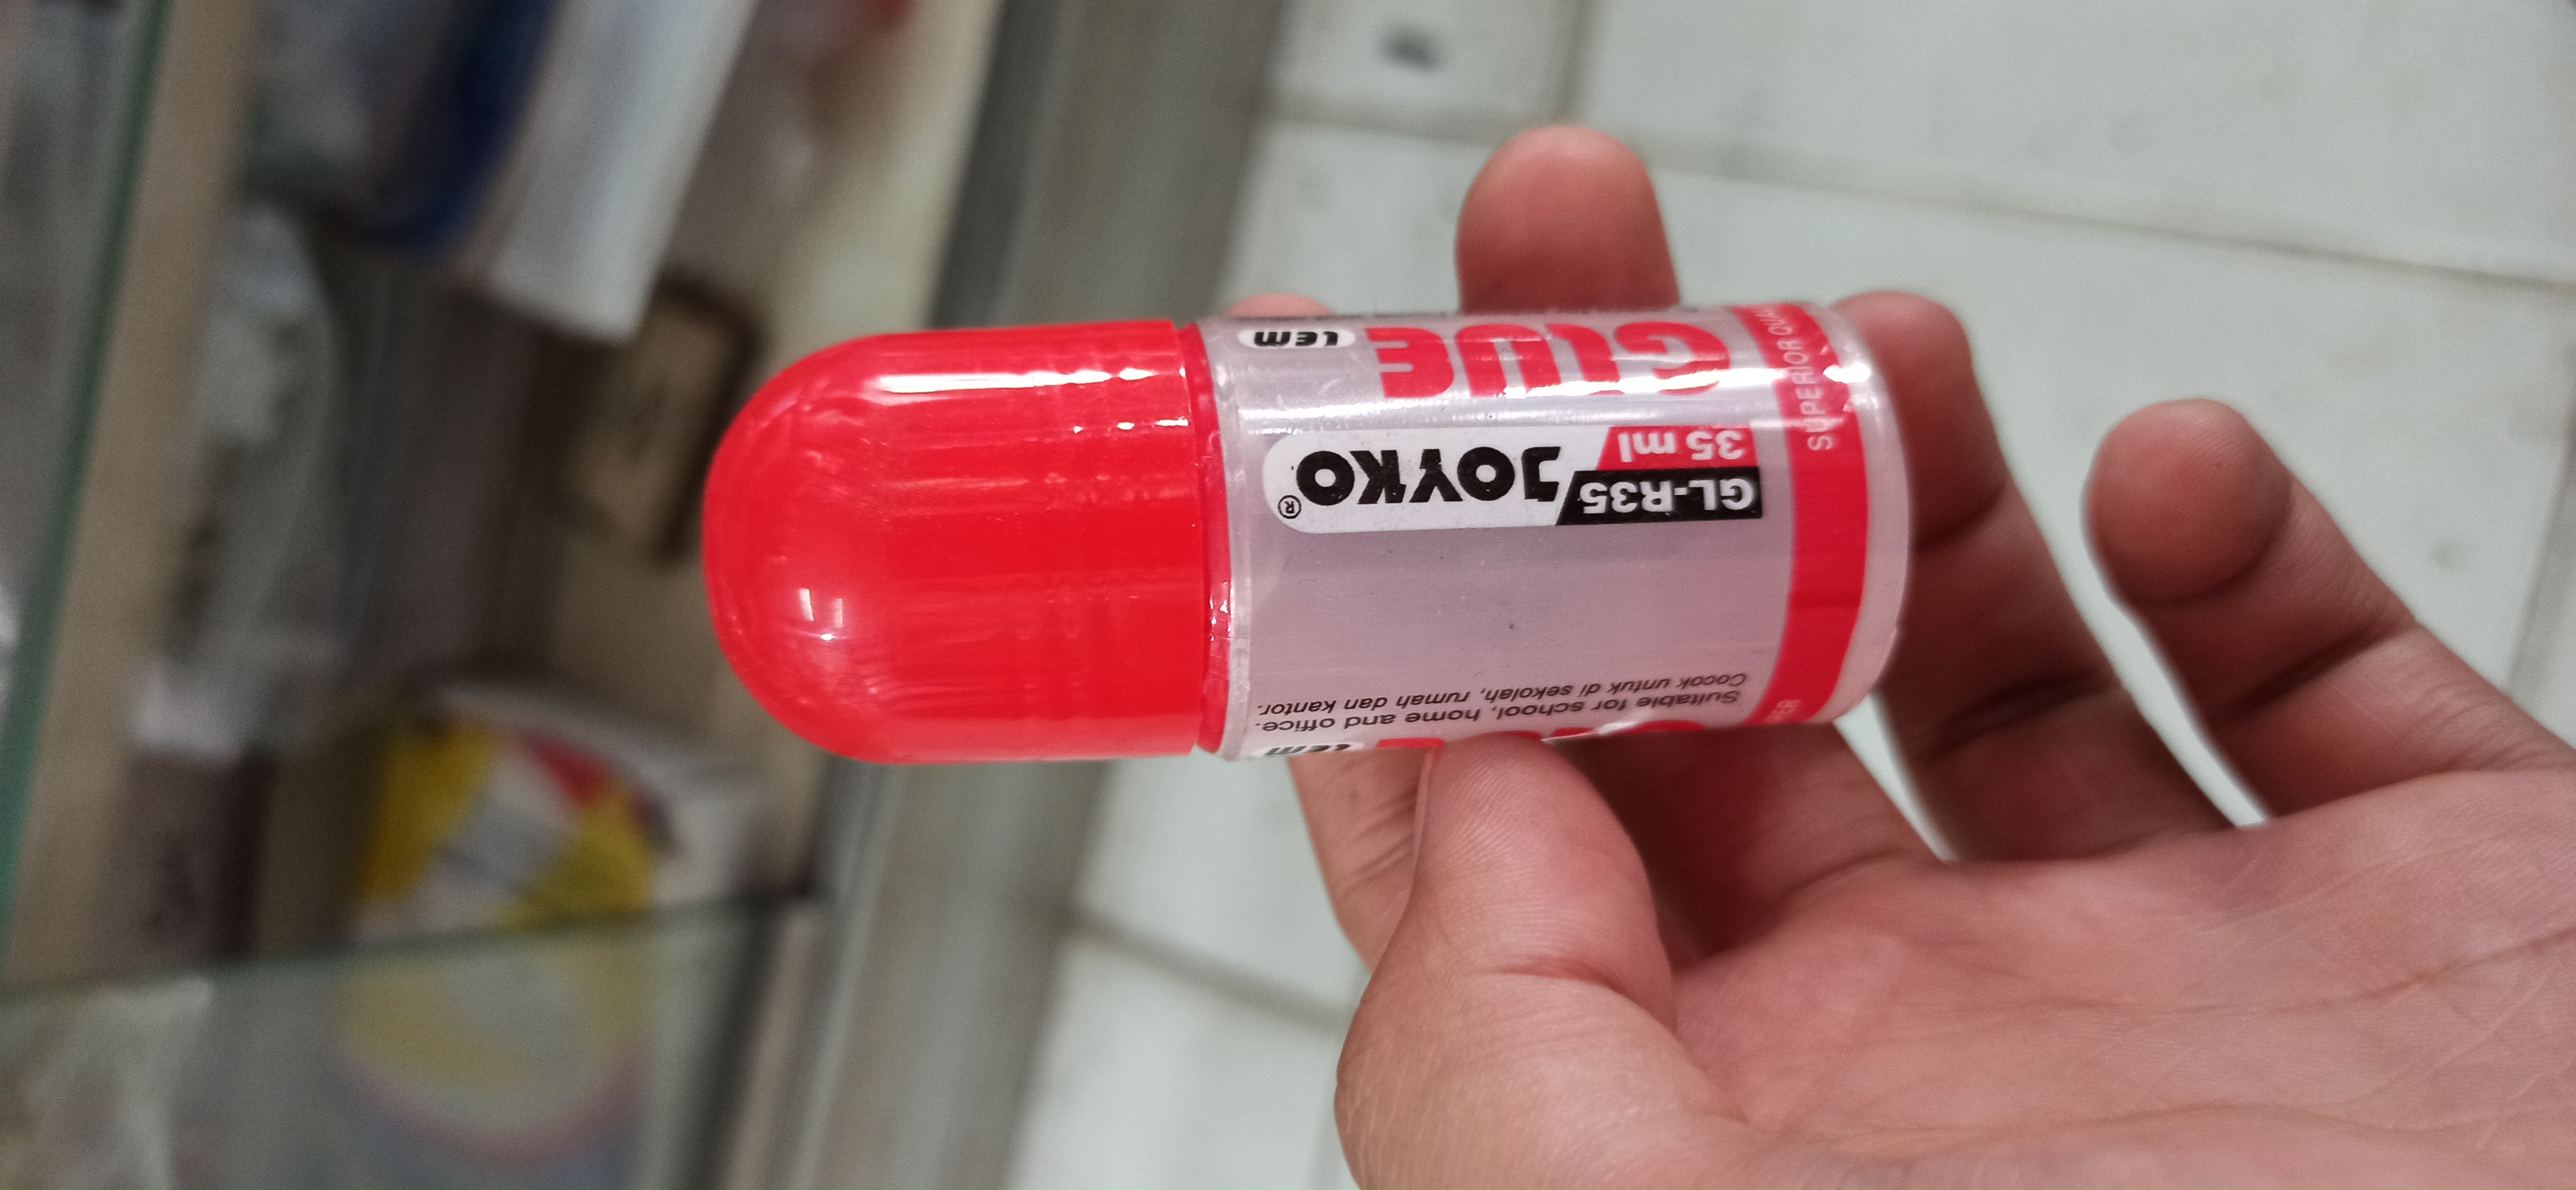 GLUE
lem
GL-R35
35 ml
JOYKO®
SUPERIOR
Suitable for school, home and office.
Cocok untuk di sekolah, rumah dan kantor.
lem